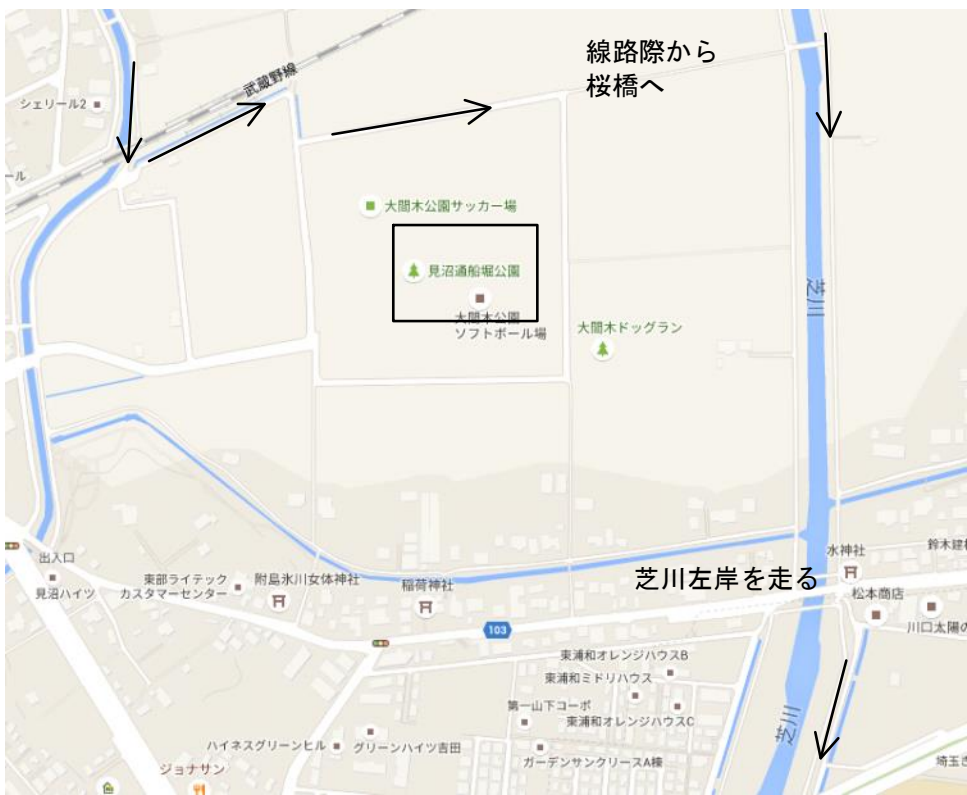 線路際から
桜橋へ
武蔵野線
シェリール2
ール
大間木公園サッカー場
見沼通船堀公園
大間木公園
ソフトボール場
大間木ドッグラン
芝川
出入口
見沼ハイツ
東部ライテック
カスタマーセンター
附島氷川女体神社
稲荷神社
芝川左岸を走る
水神社
鈴木建
松本商店
川口太陽の
103
東浦和オレンジハウスB
東浦和ミドリハウス
第一山下コーポ
東浦和オレンジハウスC
芝川
ハイネスグリーンヒル
グリーンハイツ吉田
ガーデンサンクリースA棟
ジョナサン
埼玉き